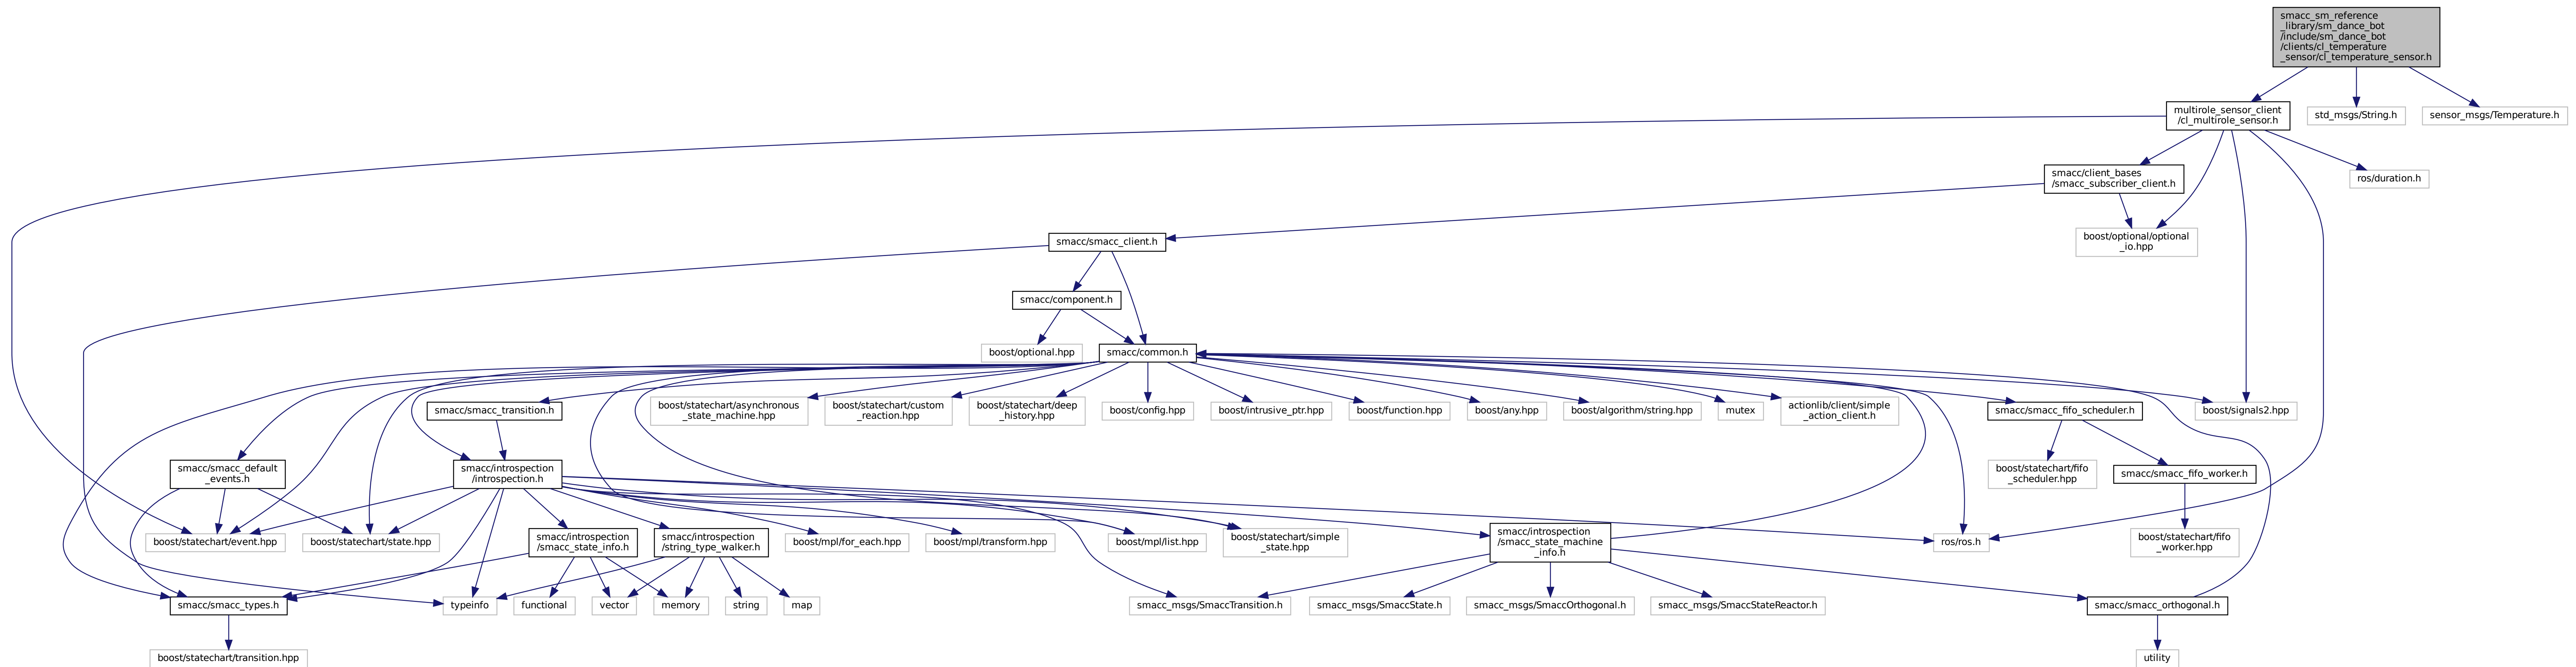 smacc_sm_reference
_library/sm_dance_bot
/include/sm_dance_bot
/clients/cl_temperature
_sensor/cl_temperature_sensor.h
multirole_sensor_client
/cl_multirole_sensor.h
std_msgs/String.h
sensor_msgs/Temperature.h
smacc/client_bases
/smacc_subscriber_client.h
ros/duration.h
smacc/smacc_client.h
boost/optional/optional
_io.hpp
smacc/component.h
boost/optional.hpp
smacc/common.h
smacc/smacc_transition.h
boost/statechart/asynchronous
_state_machine.hpp
boost/statechart/custom
_reaction.hpp
boost/statechart/deep
_history.hpp
boost/config.hpp
boost/intrusive_ptr.hpp
boost/function.hpp
boost/any.hpp
boost/algorithm/string.hpp
mutex
actionlib/client/simple
_action_client.h
smacc/smacc_fifo_scheduler.h
boost/signals2.hpp
smacc/smacc_default
_events.h
smacc/introspection
/introspection.h
boost/statechart/fifo
_scheduler.hpp
smacc/smacc_fifo_worker.h
boost/statechart/event.hpp
boost/statechart/state.hpp
smacc/introspection
/smacc_state_info.h
smacc/introspection
/string_type_walker.h
boost/mpl/for_each.hpp
boost/mpl/transform.hpp
boost/mpl/list.hpp
boost/statechart/simple
_state.hpp
smacc/introspection
/smacc_state_machine
_info.h
ros/ros.h
boost/statechart/fifo
_worker.hpp
smacc/smacc_types.h
typeinfo
functional
vector
memory
string
map
smacc_msgs/SmaccTransition.h
smacc_msgs/SmaccState.h
smacc_msgs/SmaccOrthogonal.h
smacc_msgs/SmaccStateReactor.h
smacc/smacc_orthogonal.h
boost/statechart/transition.hpp
utility